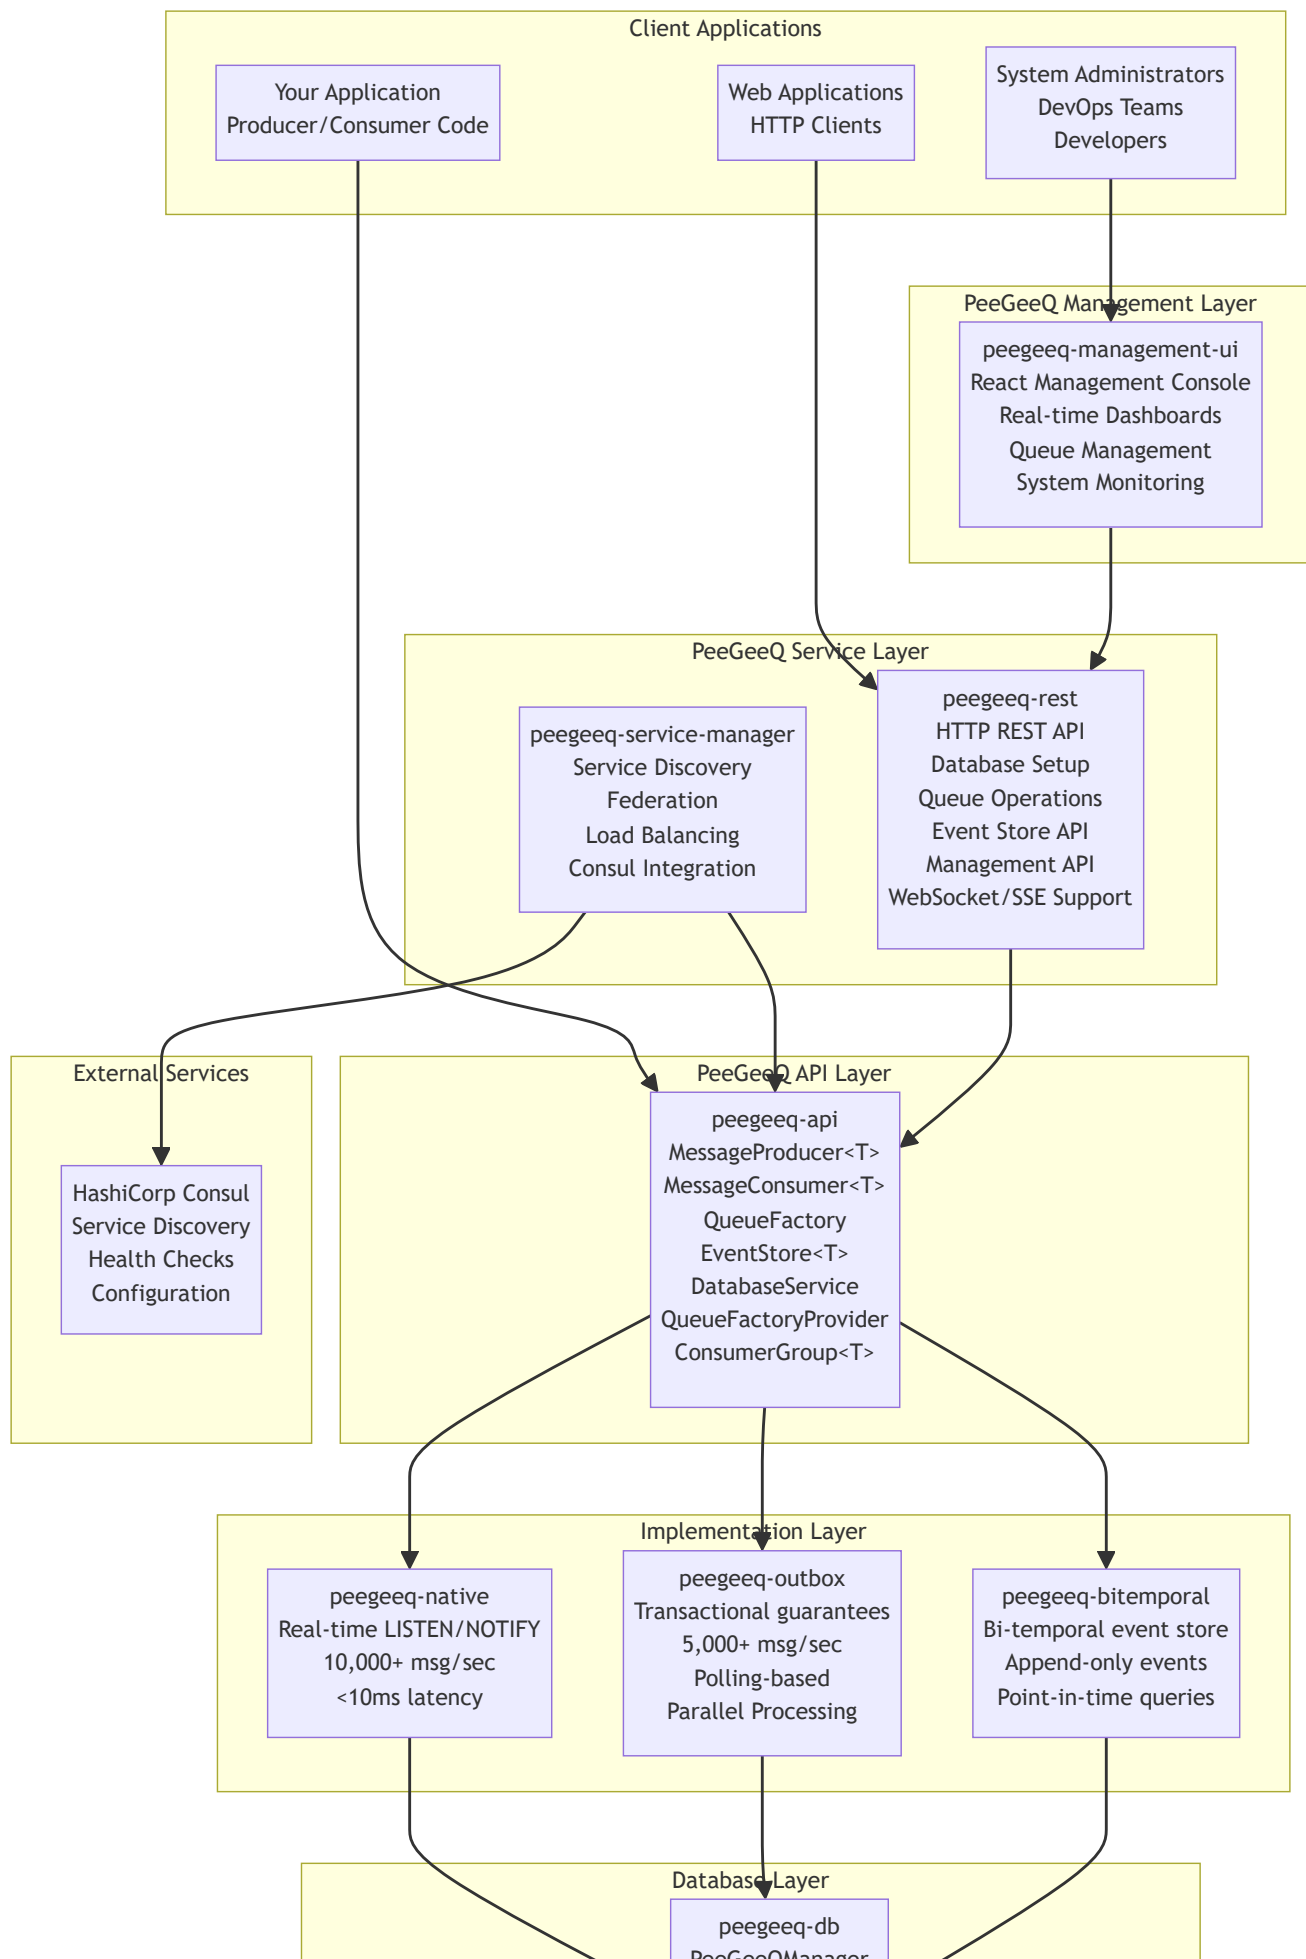 Client Applications
Your Application
Producer/Consumer Code
Web Applications
HTTP Clients
System Administrators
DevOps Teams
Developers
PeeGeeQ Management Layer
peegeeq-management-ui
React Management Console
Real-time Dashboards
Queue Management
System Monitoring
PeeGeeQ Service Layer
peegeeq-service-manager
Service Discovery
Federation
Load Balancing
Consul Integration
peegeeq-rest
HTTP REST API
Database Setup
Queue Operations
Event Store API
Management API
WebSocket/SSE Support
External Services
HashiCorp Consul
Service Discovery
Health Checks
Configuration
PeeGeeQ API Layer
peegeeq-api
MessageProducer<T>
MessageConsumer<T>
QueueFactory
EventStore<T>
DatabaseService
QueueFactoryProvider
ConsumerGroup<T>
Implementation Layer
peegeeq-native
Real-time LISTEN/NOTIFY
10,000+ msg/sec
<10ms latency
peegeeq-outbox
Transactional guarantees
5,000+ msg/sec
Polling-based
Parallel Processing
peegeeq-bitemporal
Bi-temporal event store
Append-only events
Point-in-time queries
Database Layer
peegeeq-db
PeeGeeQManager